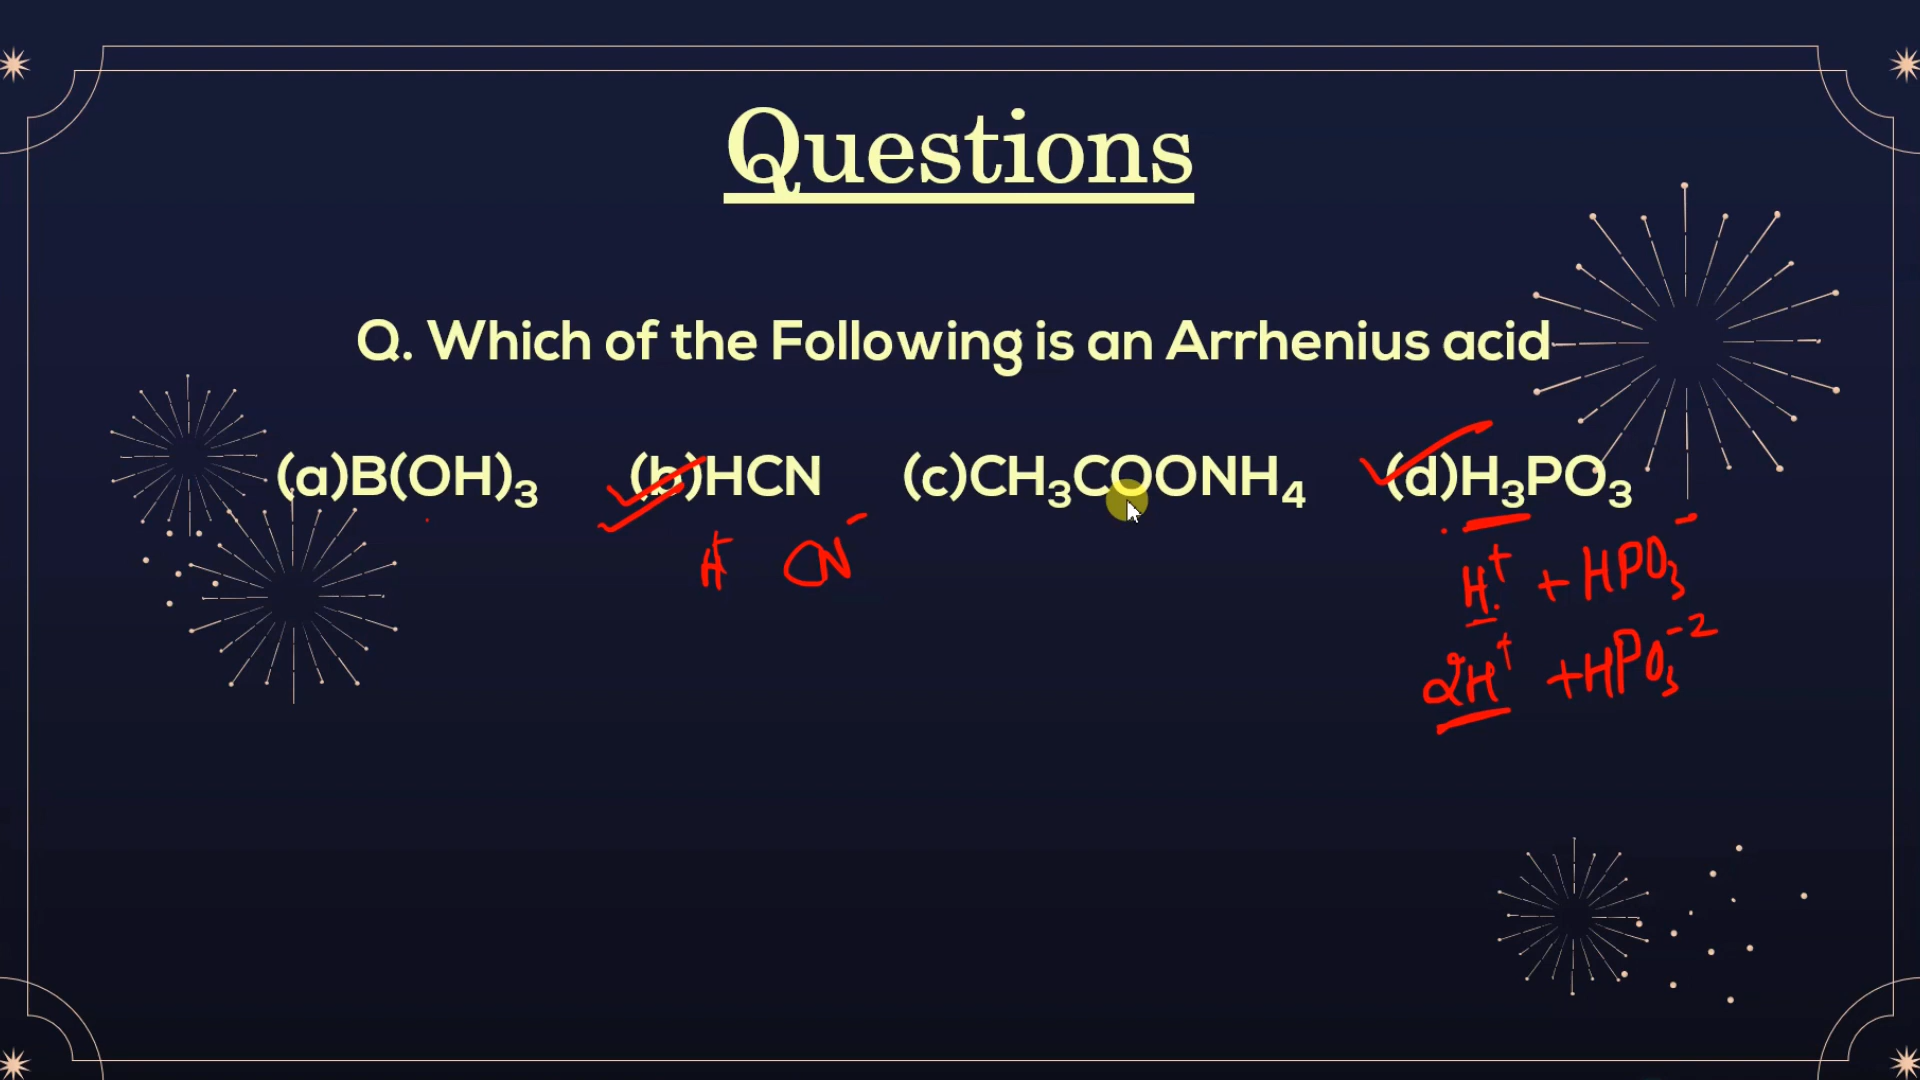 Questions
Q. Which of the Following is an Arrhenius acid
(a)B(OH)₃ (b)HCN (c)CH₃COONH₄ (d)H₃PO₃
H⁺ CN⁻ H⁺ + HPO₃⁻
2H⁺ + HPO₃⁻²